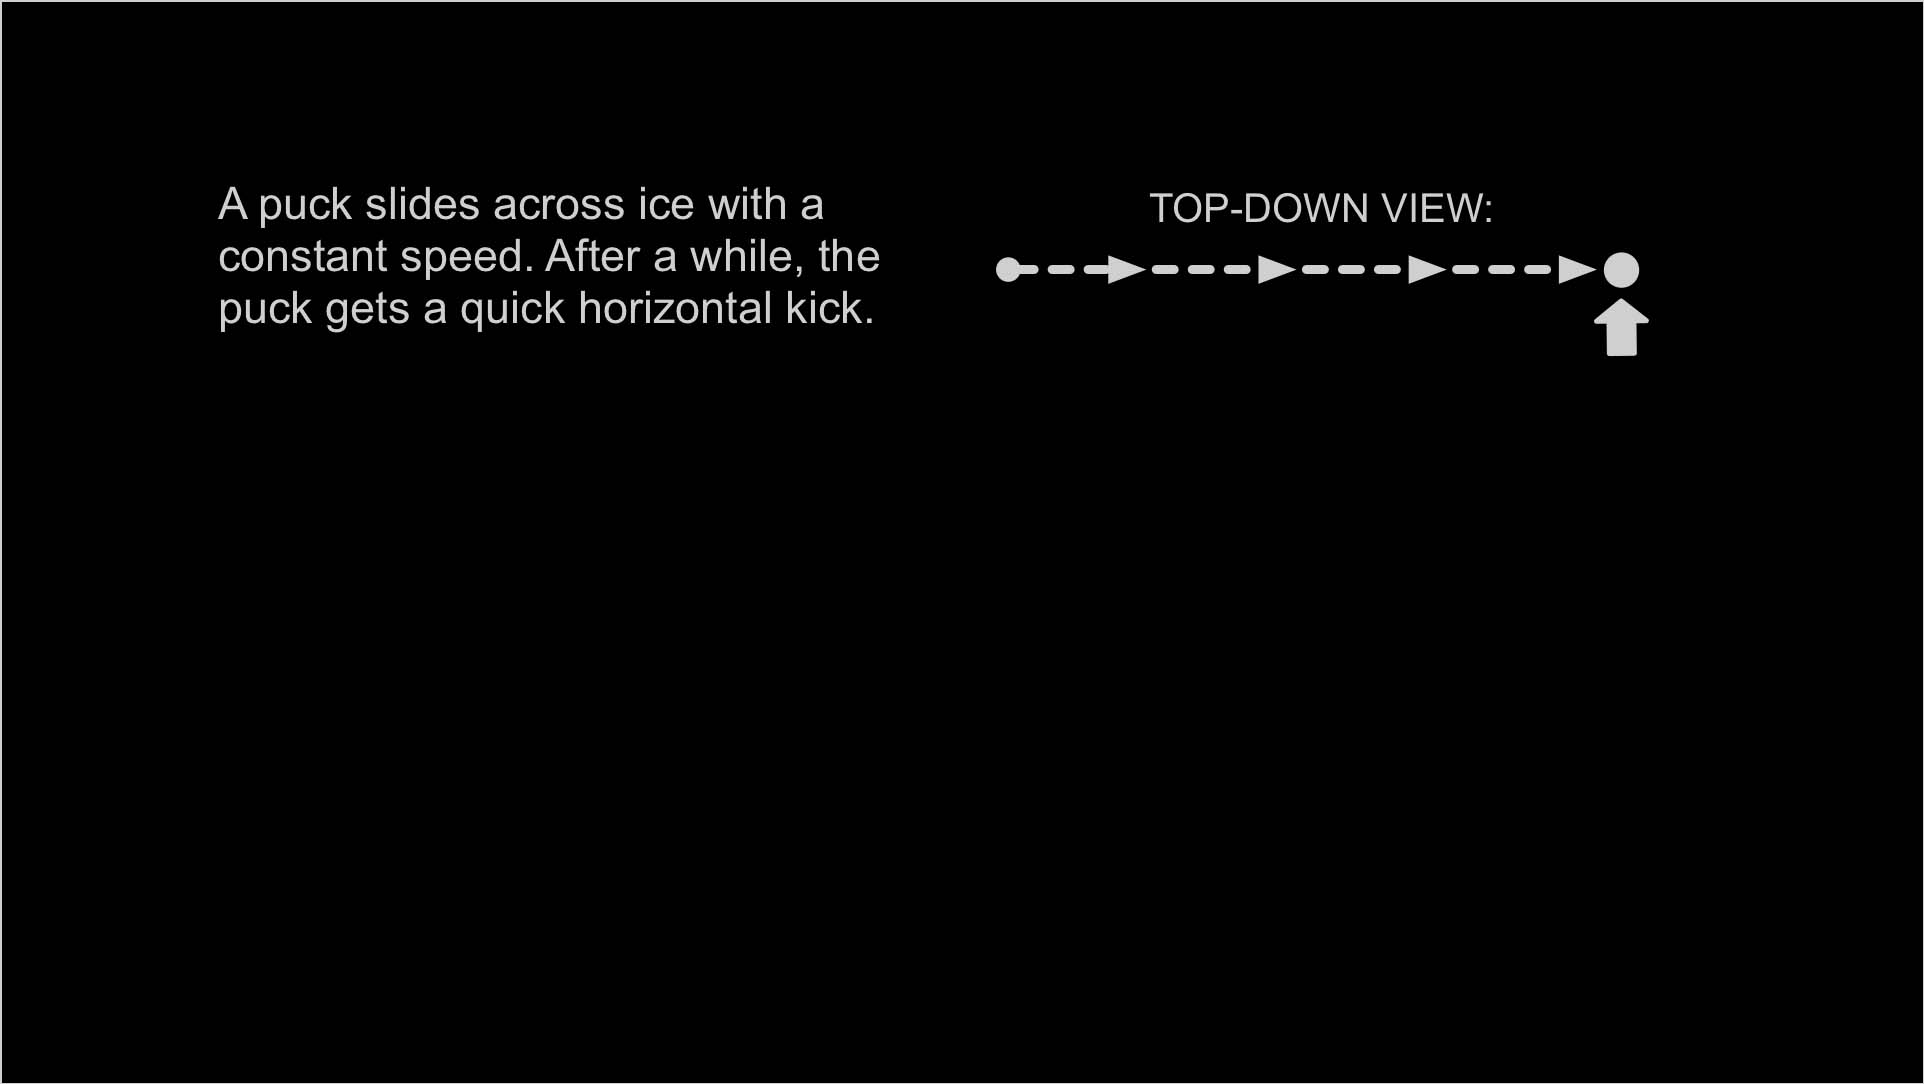 A puck slides across ice with a
constant speed. After a while, the
puck gets a quick horizontal kick.
TOP-DOWN VIEW: